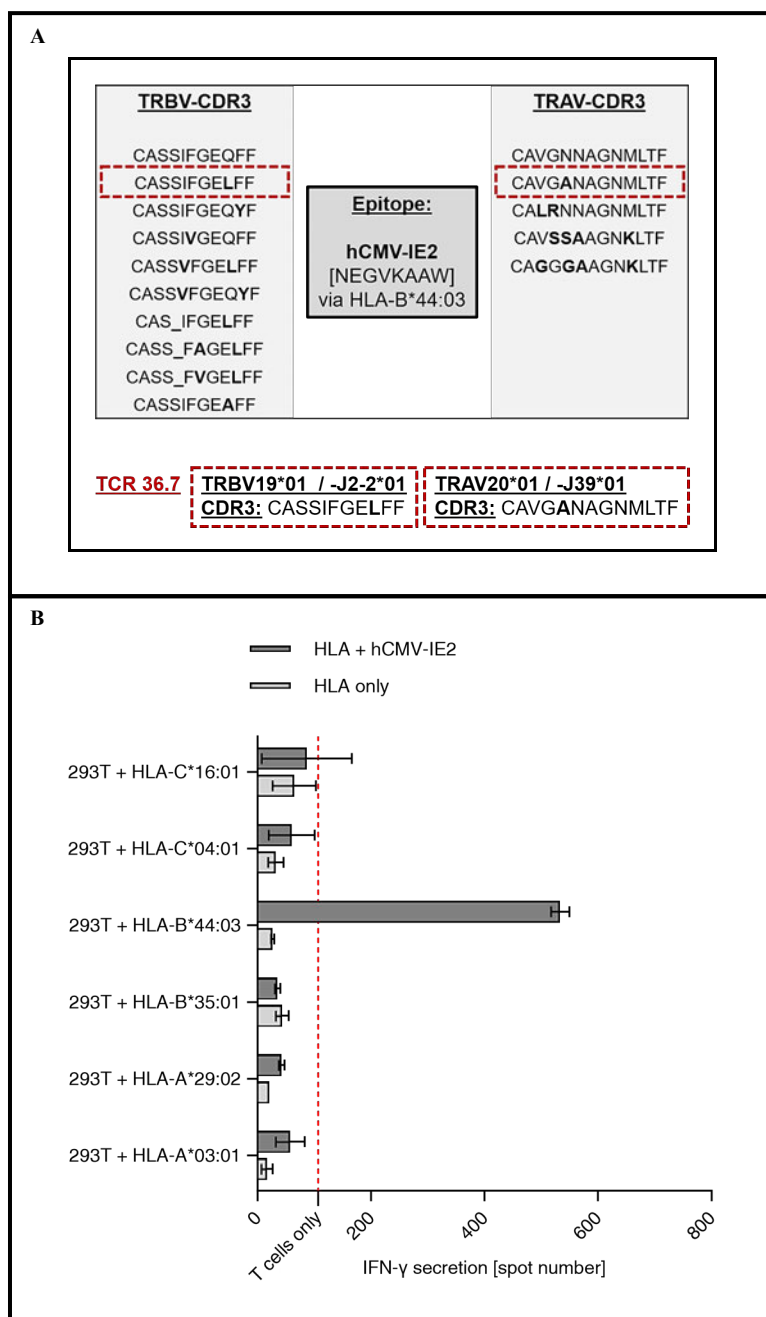 A
TRBV-CDR3
CASSIFGEQFF
CASSIFGELFF
CASSIFGEQYF
CASSIVGEQFF
CASSVFGELFF
CASSVFGEQYF
CAS_IFGELFF
CASS_FAGELFF
CASS_FVGELFF
CASSIFGEAFF
Epitope:
hCMV-IE2
[NEGVKAAW]
via HLA-B*44:03
TRAV-CDR3
CAVGNNAGNMLTF
CAVGANAGNMLTF
CALRNNAGNMLTF
CAVSSAAGNKLTF
CAGGGAAGNKLTF
TCR 36.7
TRBV19*01 / -J2-2*01
CDR3: CASSIFGELFF
TRAV20*01 / -J39*01
CDR3: CAVGANAGNMLTF
B
HLA + hCMV-IE2
HLA only
293T + HLA-C*16:01
293T + HLA-C*04:01
293T + HLA-B*44:03
293T + HLA-B*35:01
293T + HLA-A*29:02
293T + HLA-A*03:01
0
T cells only
200
400
600
800
IFN-γ secretion [spot number]